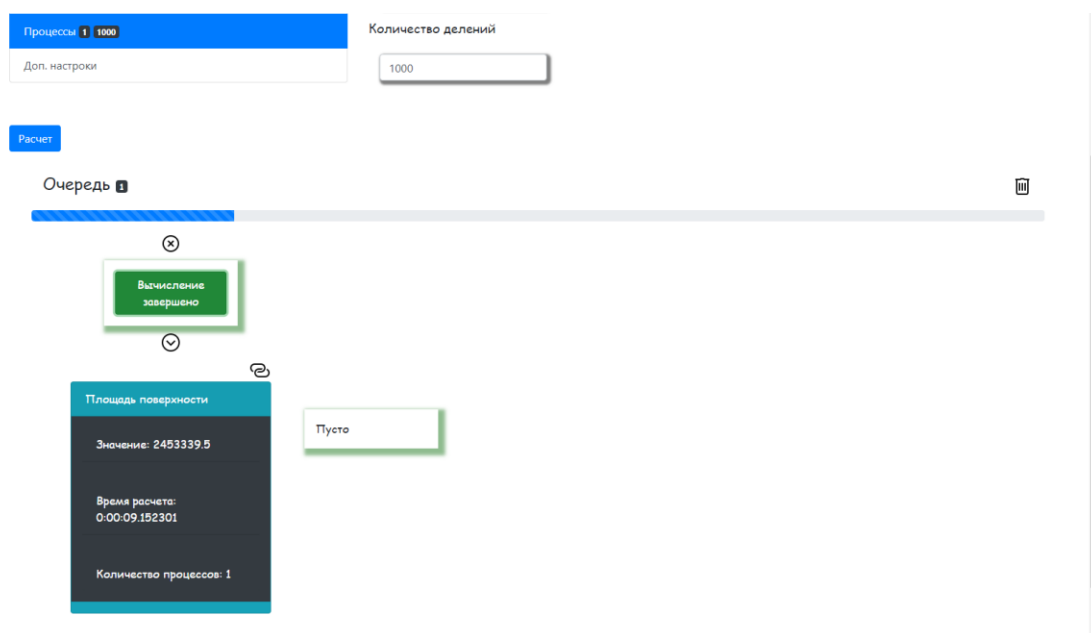 Процессы 1 1000
Доп. настроки
Количество делений
1000
Расчет
Очередь 1
Вычисление
завершено
Площадь поверхности
Значение: 2453339.5
Время расчета:
0:00:09.152301
Количество процессов: 1
Пусто